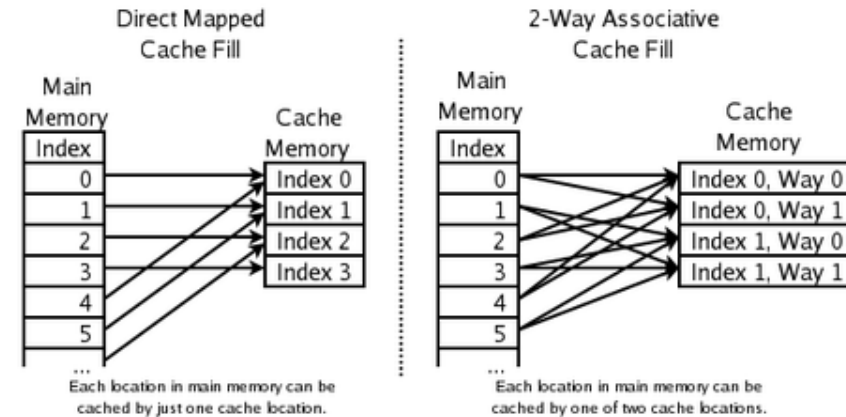 Direct Mapped
Cache Fill
Main
Memory
Index
0
1
2
3
4
5
...
Cache
Memory
Index 0
Index 1
Index 2
Index 3
Each location in main memory can be
cached by just one cache location.
2-Way Associative
Cache Fill
Main
Memory
Index
0
1
2
3
4
5
...
Cache
Memory
Index 0, Way 0
Index 0, Way 1
Index 1, Way 0
Index 1, Way 1
Each location in main memory can be
cached by one of two cache locations.